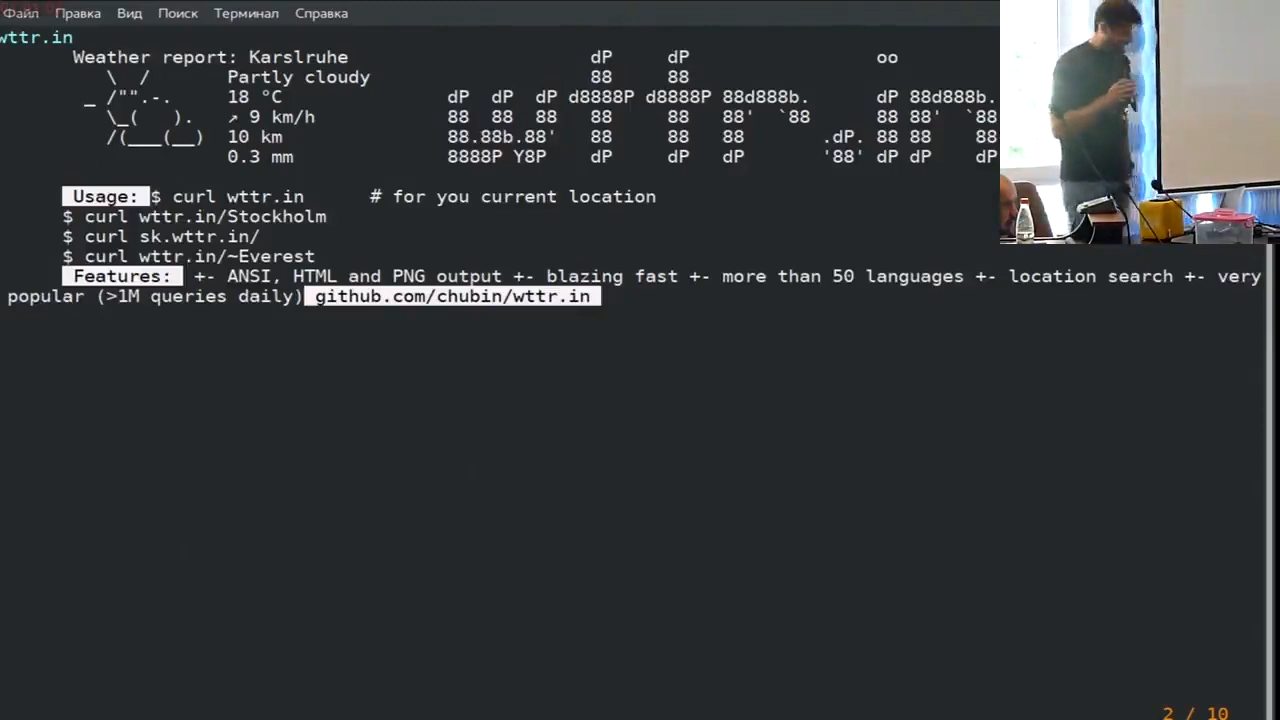 Файл Правка Вид Поиск Терминал Справка
wttr.in
Weather report: Karslruhe
Partly cloudy
18 °C
↗ 9 km/h
10 km
0.3 mm
Usage: $ curl wttr.in # for you current location
$ curl wttr.in/Stockholm
$ curl sk.wttr.in/
$ curl wttr.in/~Everest
Features: +- ANSI, HTML and PNG output +- blazing fast +- more than 50 languages +- location search +- very
popular (>1M queries daily) github.com/chubin/wttr.in
2 / 10